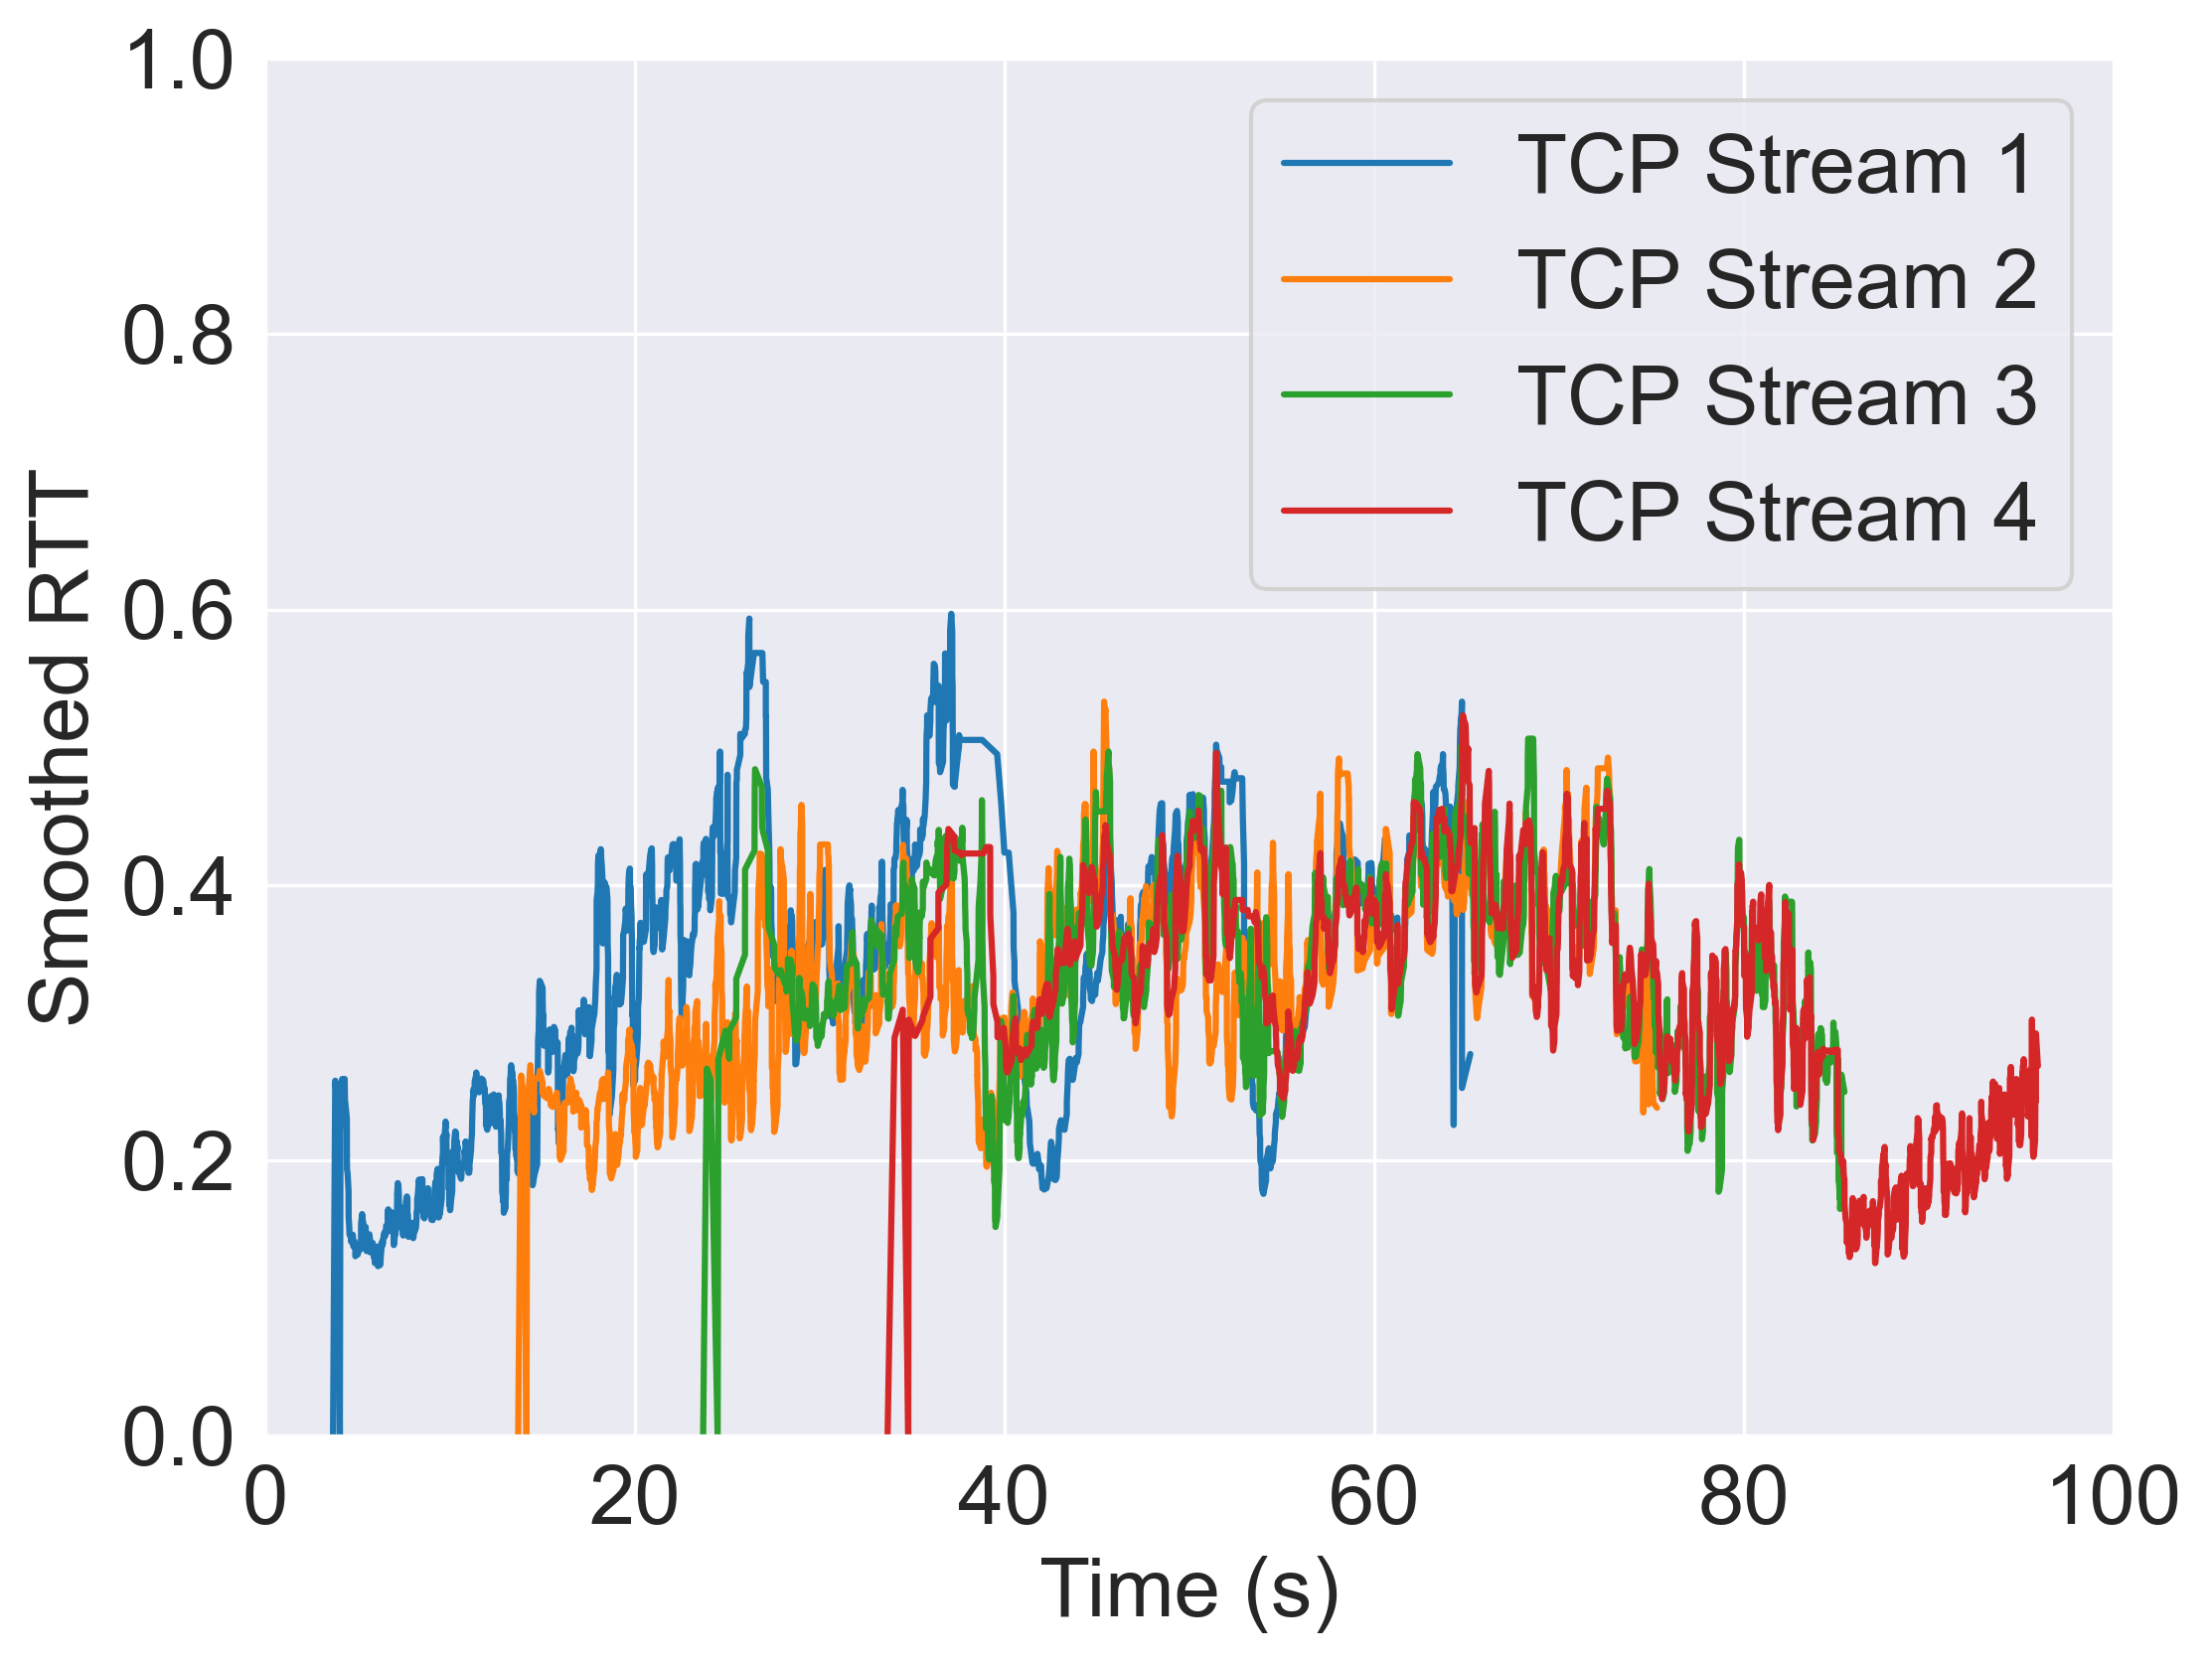 1.0
0.8
0.6
0.4
0.2
0.0
Smoothed RTT
TCP Stream 1
TCP Stream 2
TCP Stream 3
TCP Stream 4
0 20 40 60 80 100
Time (s)